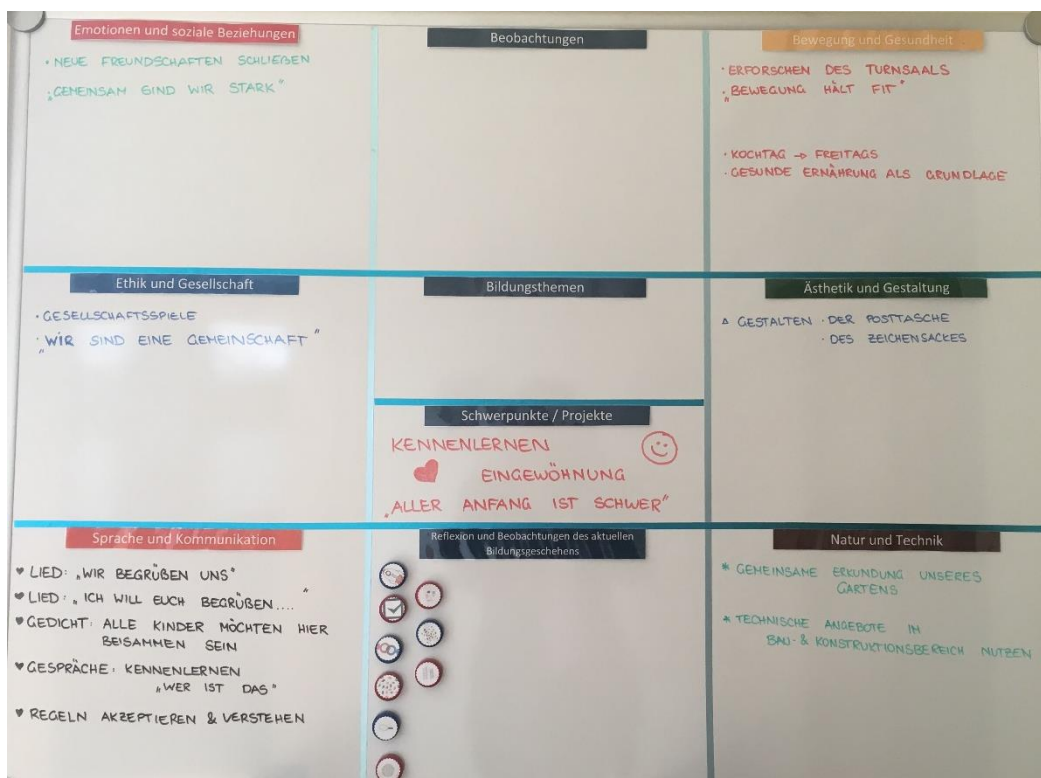 Emotionen und soziale Beziehungen
• NEUE FREUNDSCHAFTEN SCHLIEßEN
„GEMEINSAM SIND WIR STARK"
Beobachtungen
Bewegung und Gesundheit
• ERFORSCHEN DES TURNSAALS
• „BEWEGUNG HÄLT FIT"
• KOCHTAG → FREITAGS
• GESUNDE ERNÄHRUNG ALS GRUNDLAGE
Ethik und Gesellschaft
• GESELLSCHAFTSSPIELE
• „WIR SIND EINE GEMEINSCHAFT"
Bildungsthemen
Schwerpunkte / Projekte
KENNENLERNEN
EINGEWÖHNUNG
„ALLER ANFANG IST SCHWER"
Ästhetik und Gestaltung
GESTALTEN • DER POSTTASCHE
• DES ZEICHENSACKES
Sprache und Kommunikation
♥ LIED: „WIR BEGRÜßEN UNS"
♥ LIED: „ICH WILL EUCH BEGRÜßEN...."
♥ GEDICHT: ALLE KINDER MÖCHTEN HIER
BEISAMMEN SEIN
♥ GESPRÄCHE: KENNENLERNEN
„WER IST DAS"
♥ REGELN AKZEPTIEREN & VERSTEHEN
Reflexion und Beobachtungen des aktuellen
Bildungsgeschehens
Natur und Technik
* GEMEINSAME ERKUNDUNG UNSERES
GARTENS
* TECHNISCHE ANGEBOTE IM
BAU- & KONSTRUKTIONSBEREICH NUTZEN